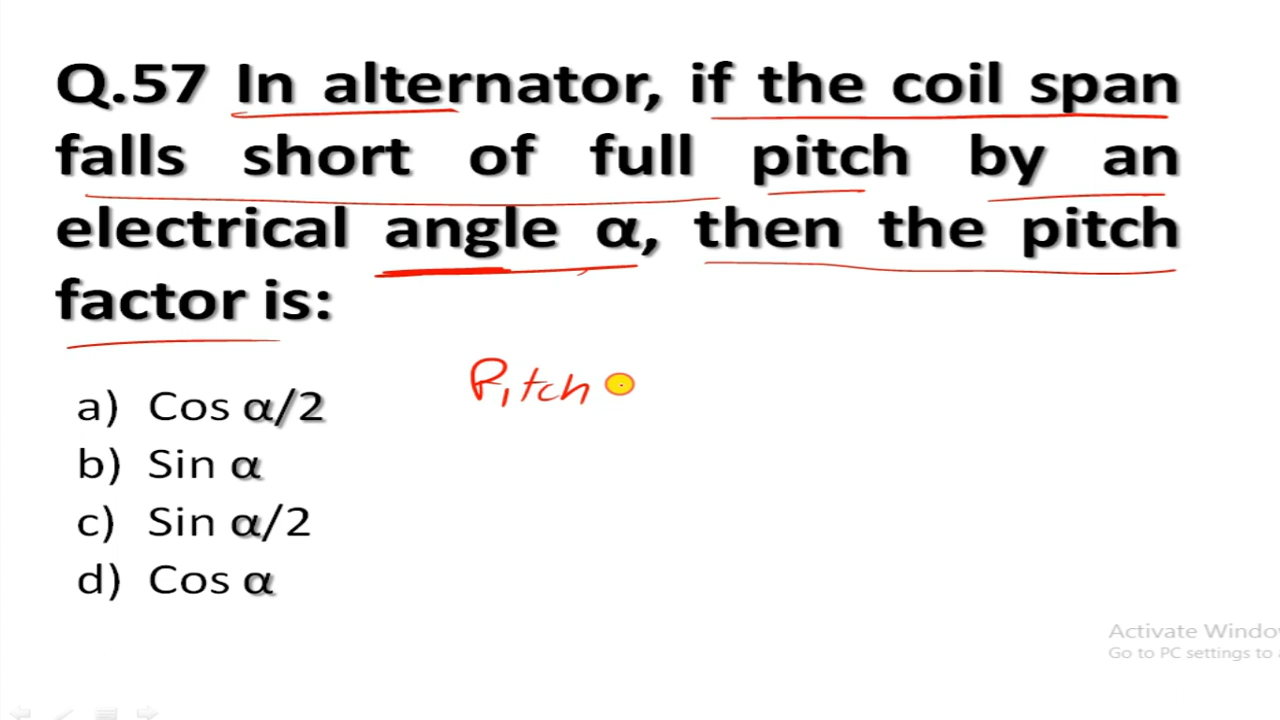 Q.57 In alternator, if the coil span
falls short of full pitch by an
electrical angle α, then the pitch
factor is:
Pitch
a) Cos α/2
b) Sin α
c) Sin α/2
d) Cos α
Activate Windo
Go to PC settings to